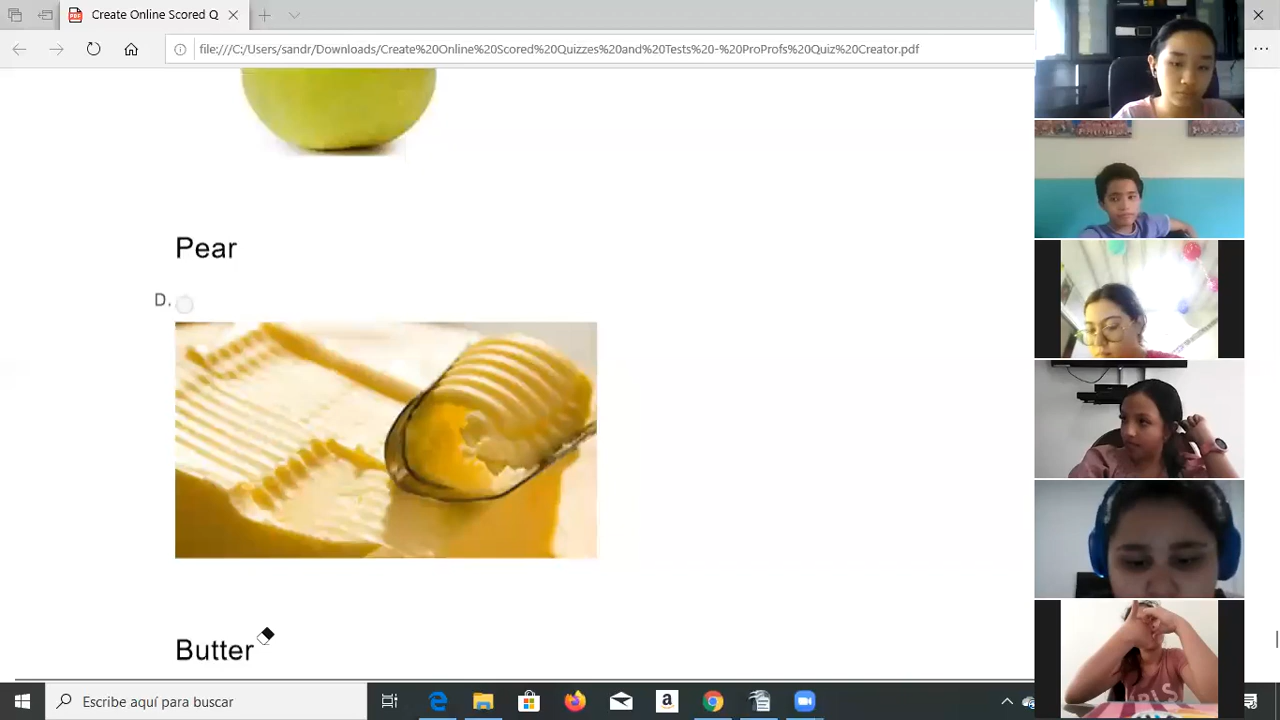 Create Online Scored Q
file:///C:/Users/sandr/Downloads/Create%20Online%20Scored%20Quizzes%20and%20Tests%20-%20ProProfs%20Quiz%20Creator.pdf
Pear
D.
Butter
Escribe aquí para buscar